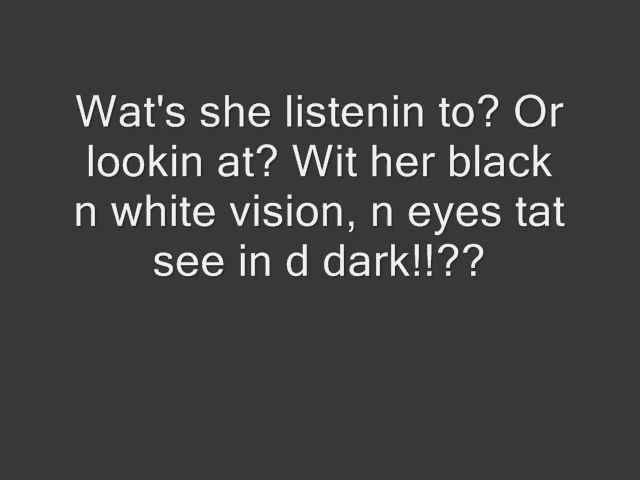 Wat's she listenin to? Or
lookin at? Wit her black
n white vision, n eyes tat
see in d dark!!??